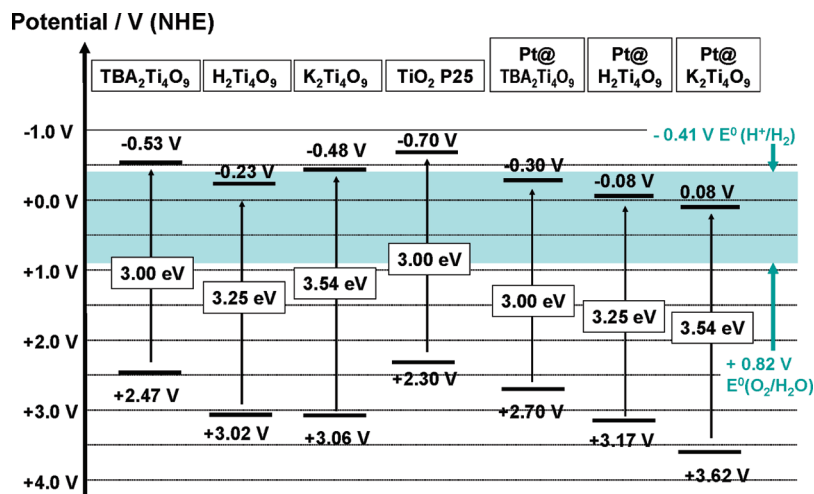 Potential / V (NHE)
TBA₂Ti₄O₉
H₂Ti₄O₉
K₂Ti₄O₉
TiO₂ P25
Pt@
TBA₂Ti₄O₉
Pt@
H₂Ti₄O₉
Pt@
K₂Ti₄O₉
-1.0 V
+0.0 V
+1.0 V
+2.0 V
+3.0 V
+4.0 V
-0.53 V
-0.23 V
-0.48 V
-0.70 V
-0.30 V
-0.08 V
0.08 V
- 0.41 V E⁰ (H⁺/H₂)
3.00 eV
3.25 eV
3.54 eV
3.00 eV
3.00 eV
3.25 eV
3.54 eV
+ 0.82 V
E⁰(O₂/H₂O)
+2.47 V
+3.02 V
+3.06 V
+2.30 V
+2.70 V
+3.17 V
+3.62 V